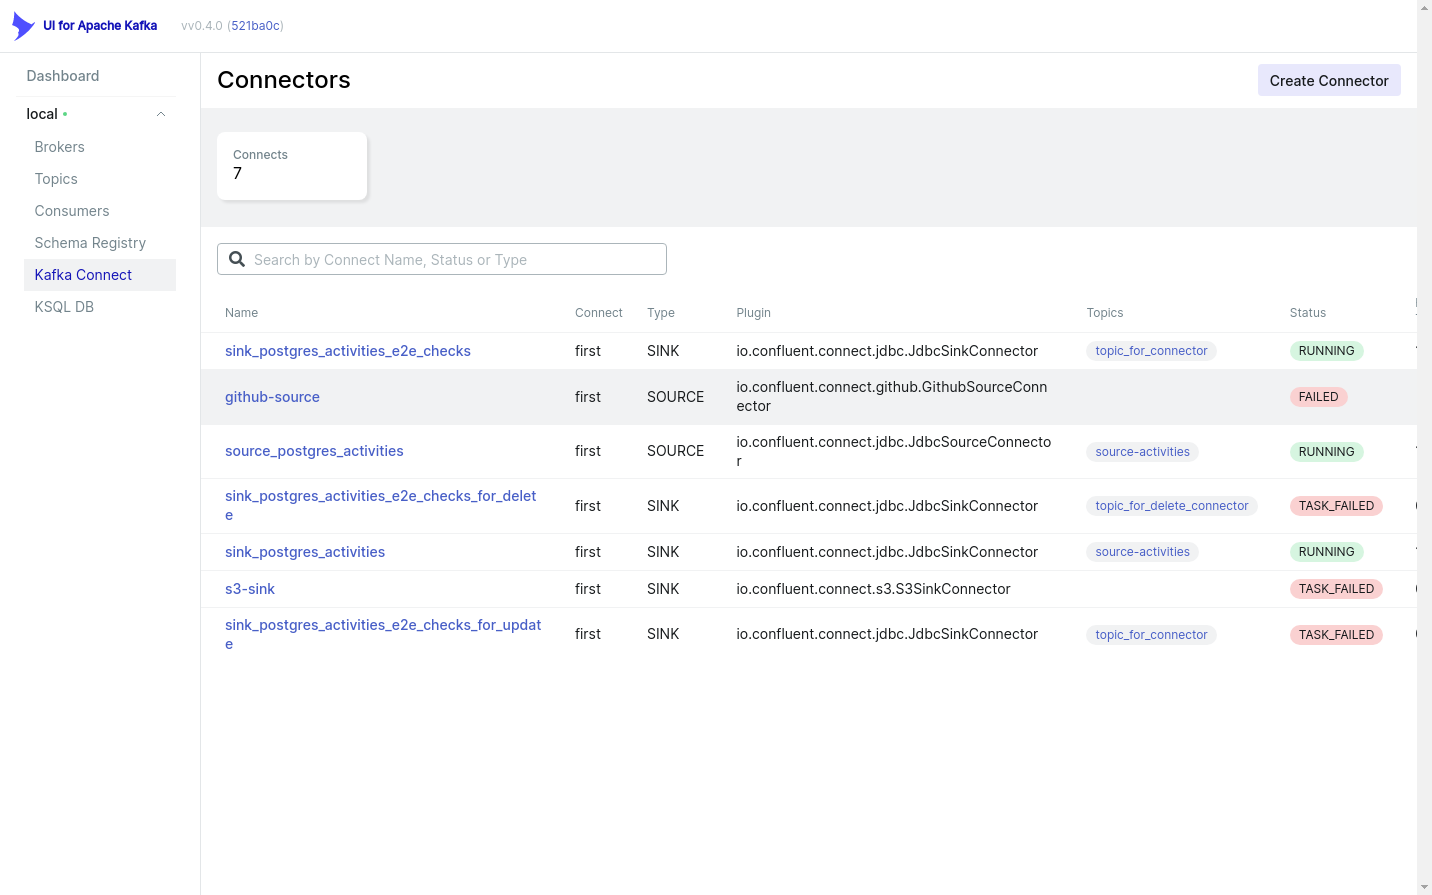 UI for Apache Kafka
vv0.4.0 (521ba0c)
Dashboard
local
Brokers
Topics
Consumers
Schema Registry
Kafka Connect
KSQL DB
Connectors
Create Connector
Connects
7
Search by Connect Name, Status or Type
Name Connect Type Plugin Topics Status
sink_postgres_activities_e2e_checks first SINK io.confluent.connect.jdbc.JdbcSinkConnector topic_for_connector RUNNING
github-source first SOURCE io.confluent.connect.github.GithubSourceConn
ector FAILED
source_postgres_activities first SOURCE io.confluent.connect.jdbc.JdbcSourceConnecto
r source-activities RUNNING
sink_postgres_activities_e2e_checks_for_delet
e first SINK io.confluent.connect.jdbc.JdbcSinkConnector topic_for_delete_connector TASK_FAILED
sink_postgres_activities first SINK io.confluent.connect.jdbc.JdbcSinkConnector source-activities RUNNING
s3-sink first SINK io.confluent.connect.s3.S3SinkConnector TASK_FAILED
sink_postgres_activities_e2e_checks_for_updat
e first SINK io.confluent.connect.jdbc.JdbcSinkConnector topic_for_connector TASK_FAILED